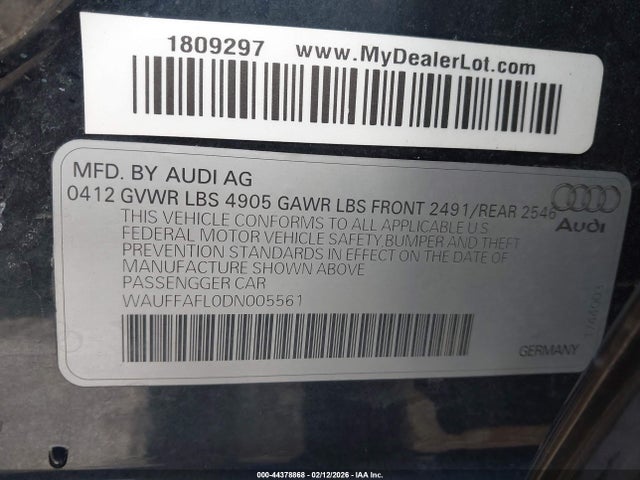 1809297 www.MyDealerLot.com
MFD. BY AUDI AG
0412 GVWR LBS 4905 GAWR LBS FRONT 2491/REAR 2546
THIS VEHICLE CONFORMS TO ALL APPLICABLE U.S
FEDERAL MOTOR VEHICLE SAFETY,BUMPER AND THEFT
PREVENTION STANDARDS IN EFFECT ON THE DATE OF
MANUFACTURE SHOWN ABOVE
PASSENGGER CAR
WAUFFAFL0DN005561
Audi
GERMANY
000-44378868 - 02/12/2026 - IAA Inc.